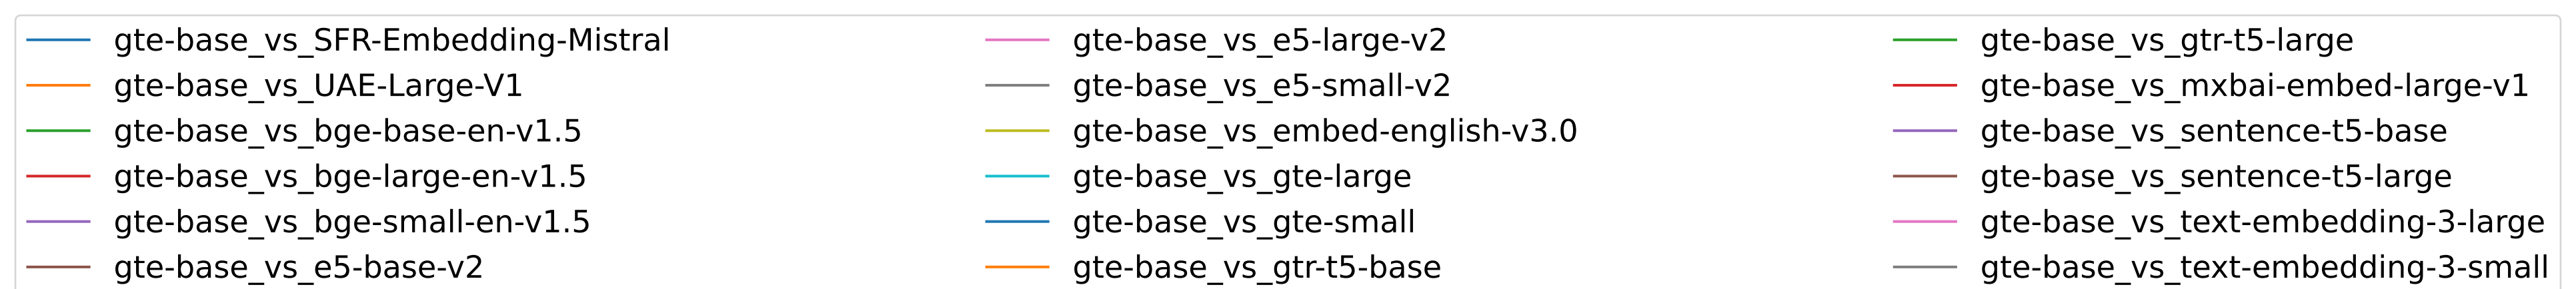 gte-base_vs_SFR-Embedding-Mistral
gte-base_vs_UAE-Large-V1
gte-base_vs_bge-base-en-v1.5
gte-base_vs_bge-large-en-v1.5
gte-base_vs_bge-small-en-v1.5
gte-base_vs_e5-base-v2
gte-base_vs_e5-large-v2
gte-base_vs_e5-small-v2
gte-base_vs_embed-english-v3.0
gte-base_vs_gte-large
gte-base_vs_gte-small
gte-base_vs_gtr-t5-base
gte-base_vs_gtr-t5-large
gte-base_vs_mxbai-embed-large-v1
gte-base_vs_sentence-t5-base
gte-base_vs_sentence-t5-large
gte-base_vs_text-embedding-3-large
gte-base_vs_text-embedding-3-small